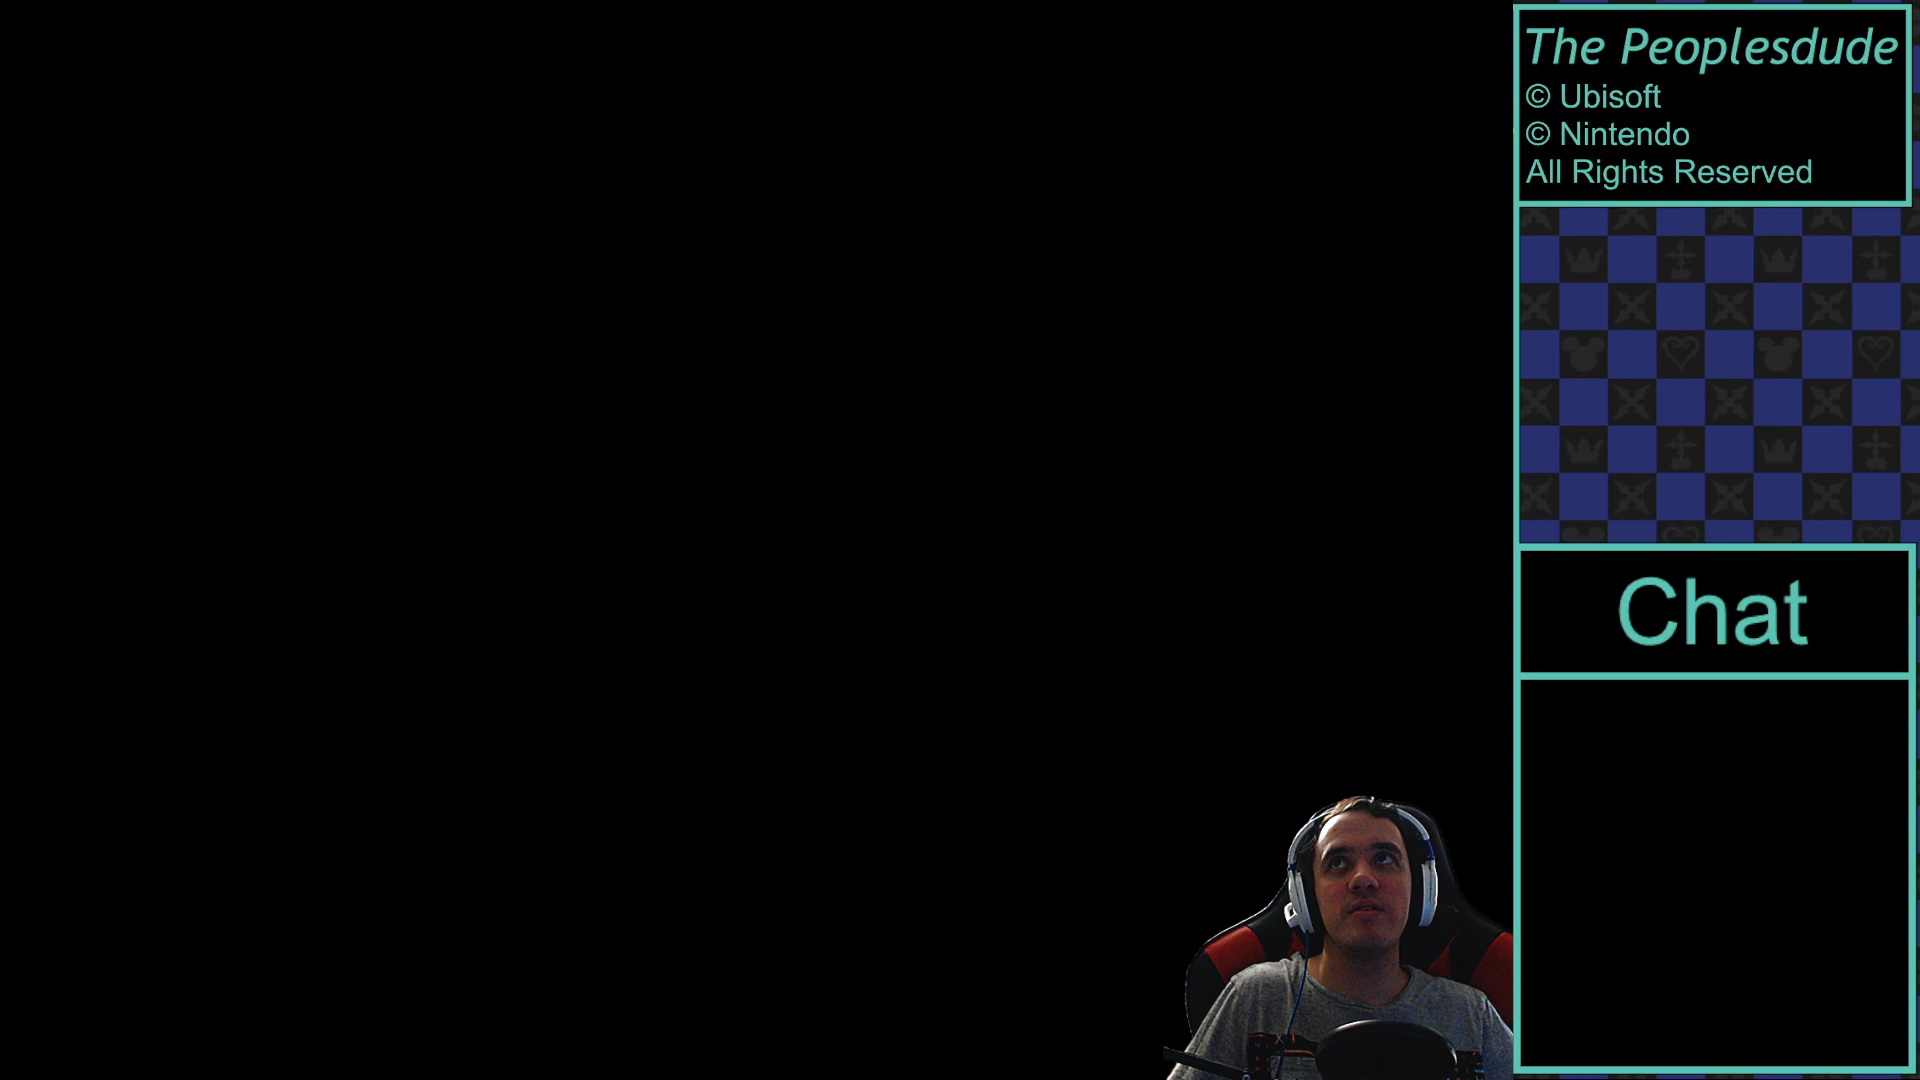 The Peoplesdude
© Ubisoft
© Nintendo
All Rights Reserved
Chat